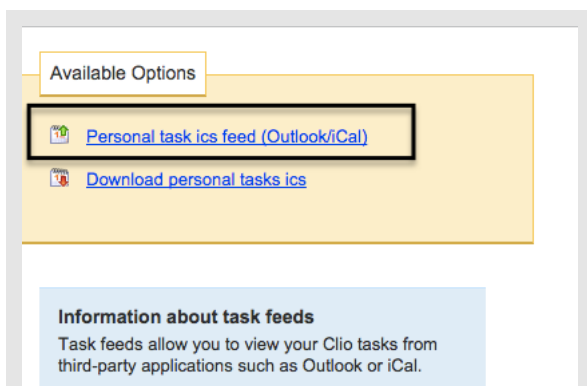 Available Options
Personal task ics feed (Outlook/iCal)
Download personal tasks ics
Information about task feeds
Task feeds allow you to view your Clio tasks from
third-party applications such as Outlook or iCal.